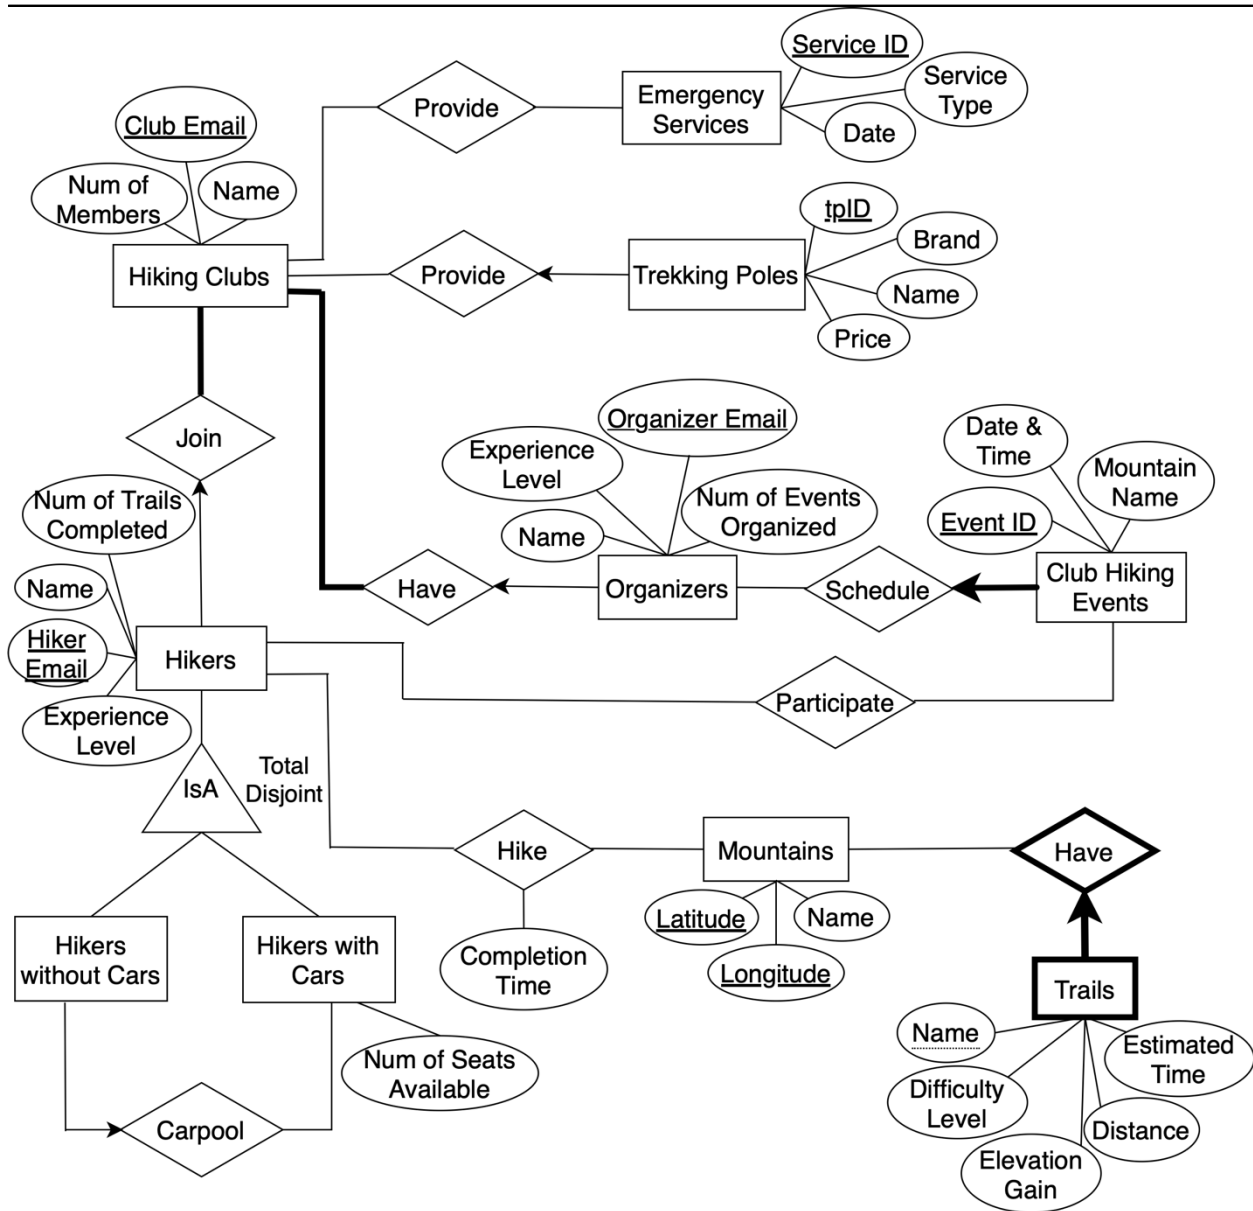 Service ID
Emergency
Services
Service
Type
Provide
Date
Club Email
Num of
Members
Name
Hiking Clubs
Provide
Trekking Poles
tpID
Brand
Name
Price
Join
Organizer Email
Experience
Level
Num of Events
Organized
Name
Date &
Time
Mountain
Name
Event ID
Num of Trails
Completed
Name
Hiker
Email
Experience
Level
Hikers
Have
Organizers
Schedule
Club Hiking
Events
Participate
IsA
Total
Disjoint
Hike
Mountains
Have
Latitude
Name
Longitude
Completion
Time
Hikers
without Cars
Hikers with
Cars
Num of Seats
Available
Carpool
Trails
Name
Estimated
Time
Difficulty
Level
Distance
Elevation
Gain